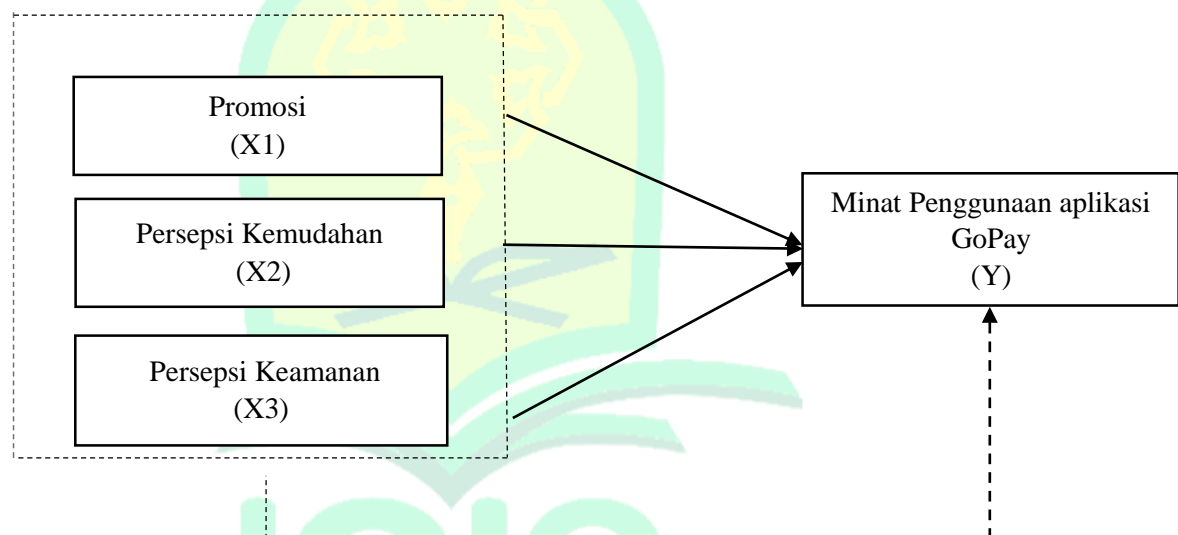 Promosi
(X1)
Persepsi Kemudahan
(X2)
Persepsi Keamanan
(X3)
Minat Penggunaan aplikasi
GoPay
(Y)